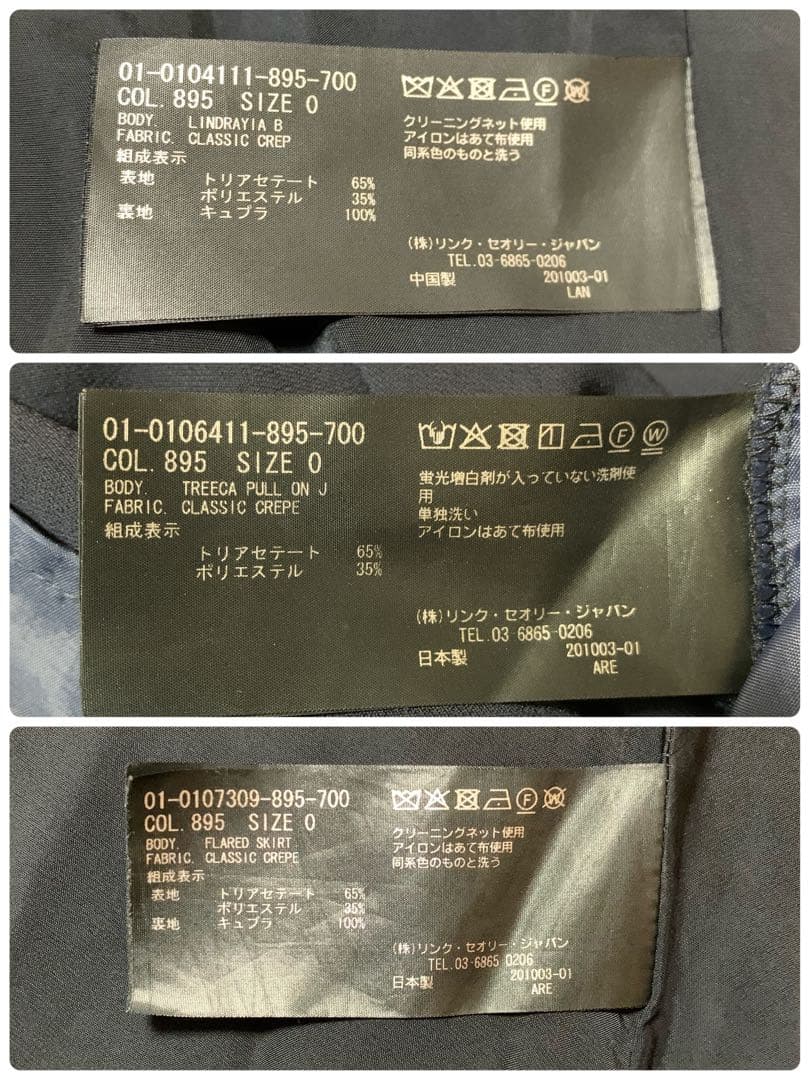 01-0104111-895-700
COL. 895 SIZE 0
BODY. LINDRAYIA B
FABRIC. CLASSIC CREP
組成表示
表地 トリアセテート 65%
ポリエステル 35%
裏地 キュプラ 100%
F W
クリーニングネット使用
アイロンはあて布使用
同系色のものと洗う
(株)リンク・セオリー・ジャパン
TEL.03-6865-0206
中国製 201003-01
LAN
01-0106411-895-700
COL. 895 SIZE 0
BODY. TREECA PULL ON J
FABRIC. CLASSIC CREPE
組成表示
トリアセテート 65%
ポリエステル 35%
F W
蛍光増白剤が入っていない洗剤使
用
単独洗い
アイロンはあて布使用
(株)リンク・セオリー・ジャパン
TEL.03-6865-0206
日本製 201003-01
ARE
01-0107309-895-700
COL. 895 SIZE 0
BODY. FLARED SKIRT
FABRIC. CLASSIC CREPE
組成表示
表地 トリアセテート 65%
ポリエステル 35%
裏地 キュプラ 100%
F W
クリーニングネット使用
アイロンはあて布使用
同系色のものと洗う
(株)リンク・セオリー・ジャパン
TEL.03-6865-0206
日本製 201003-01
ARE